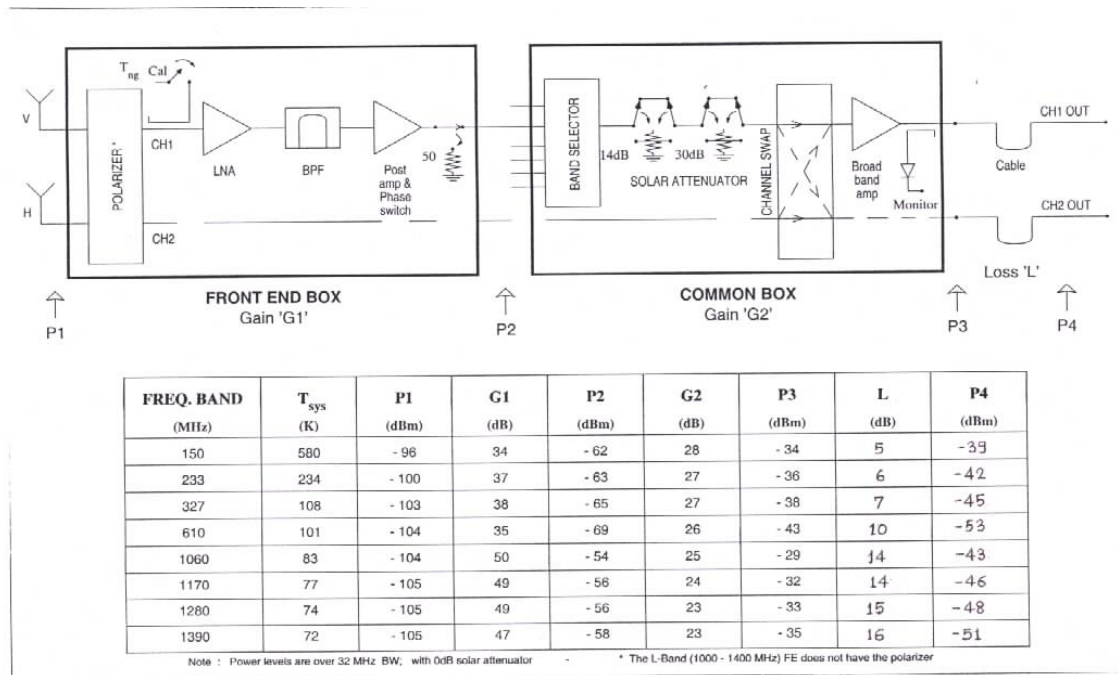 T ng Cal
V
H
POLARIZER *
CH1
CH2
LNA
BPF
Post amp & Phase switch
50
FRONT END BOX
Gain 'G1'
BAND SELECTOR
14dB
30dB
SOLAR ATTENUATOR
CHANNEL SWAP
Broad band amp
Monitor
COMMON BOX
Gain 'G2'
CH1 OUT
Cable
CH2 OUT
Loss 'L'
P1
P2
P3
P4
FREQ. BAND (MHz) T sys (K) P1 (dBm) G1 (dB) P2 (dBm) G2 (dB) P3 (dBm) L (dB) P4 (dBm)
150 580 - 96 34 - 62 28 - 34 5 -39
233 234 - 100 37 - 63 27 - 36 6 -42
327 108 - 103 38 - 65 27 - 38 7 -45
610 101 - 104 35 - 69 26 - 43 10 -53
1060 83 - 104 50 - 54 25 - 29 14 -43
1170 77 - 105 49 - 56 24 - 32 14 -46
1280 74 - 105 49 - 56 23 - 33 15 -48
1390 72 - 105 47 - 58 23 - 35 16 -51
Note : Power levels are over 32 MHz BW; with 0dB solar attenuator - * The L-Band (1000 - 1400 MHz) FE does not have the polarizer